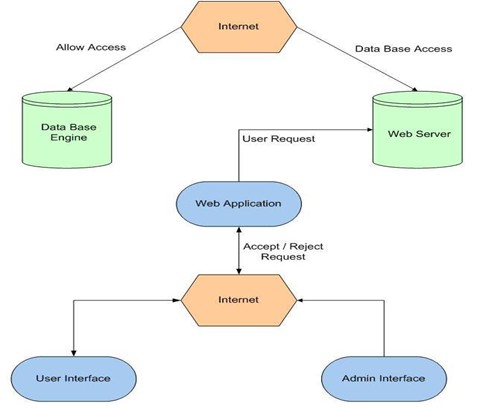 Internet
Allow Access
Data Base Access
Data Base
Engine
Web Server
User Request
Web Application
Accept / Reject
Request
Internet
User Interface
Admin Interface